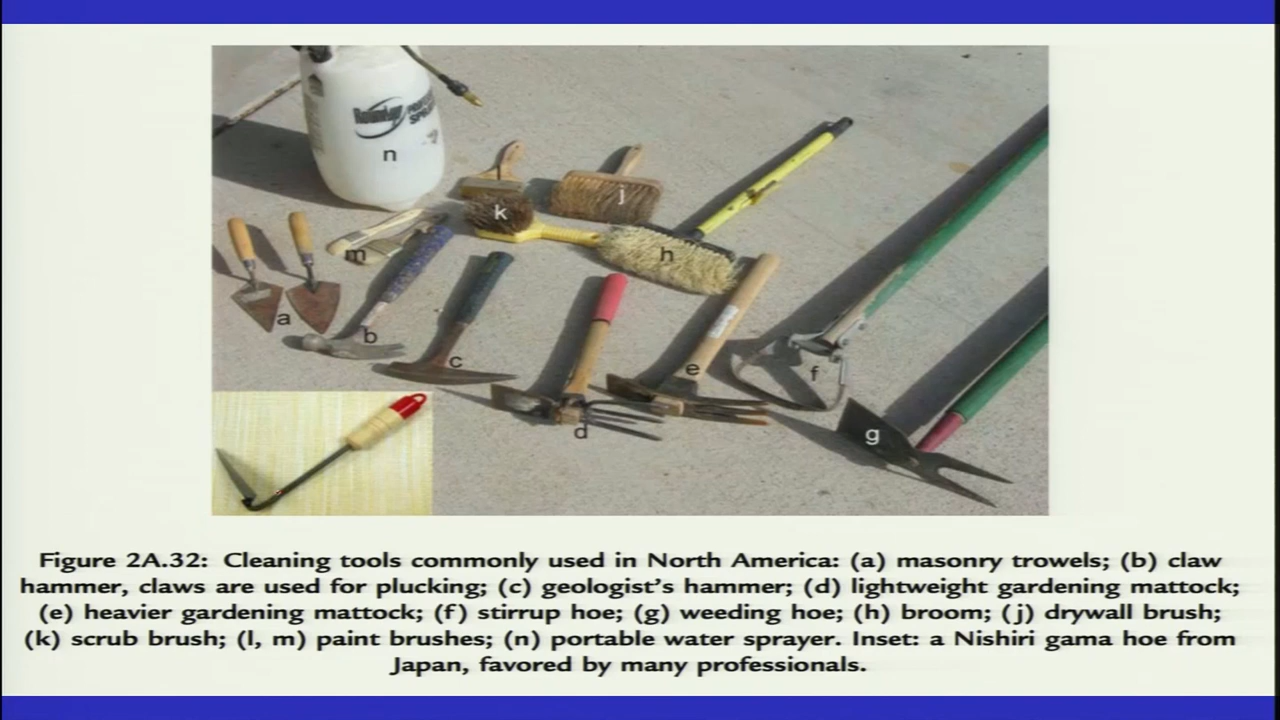 n
j
k
h
m
a
b
c
e
f
d
g
Figure 2A.32: Cleaning tools commonly used in North America: (a) masonry trowels; (b) claw
hammer, claws are used for plucking; (c) geologist's hammer; (d) lightweight gardening mattock;
(e) heavier gardening mattock; (f) stirrup hoe; (g) weeding hoe; (h) broom; (j) drywall brush;
(k) scrub brush; (l, m) paint brushes; (n) portable water sprayer. Inset: a Nishiri gama hoe from
Japan, favored by many professionals.